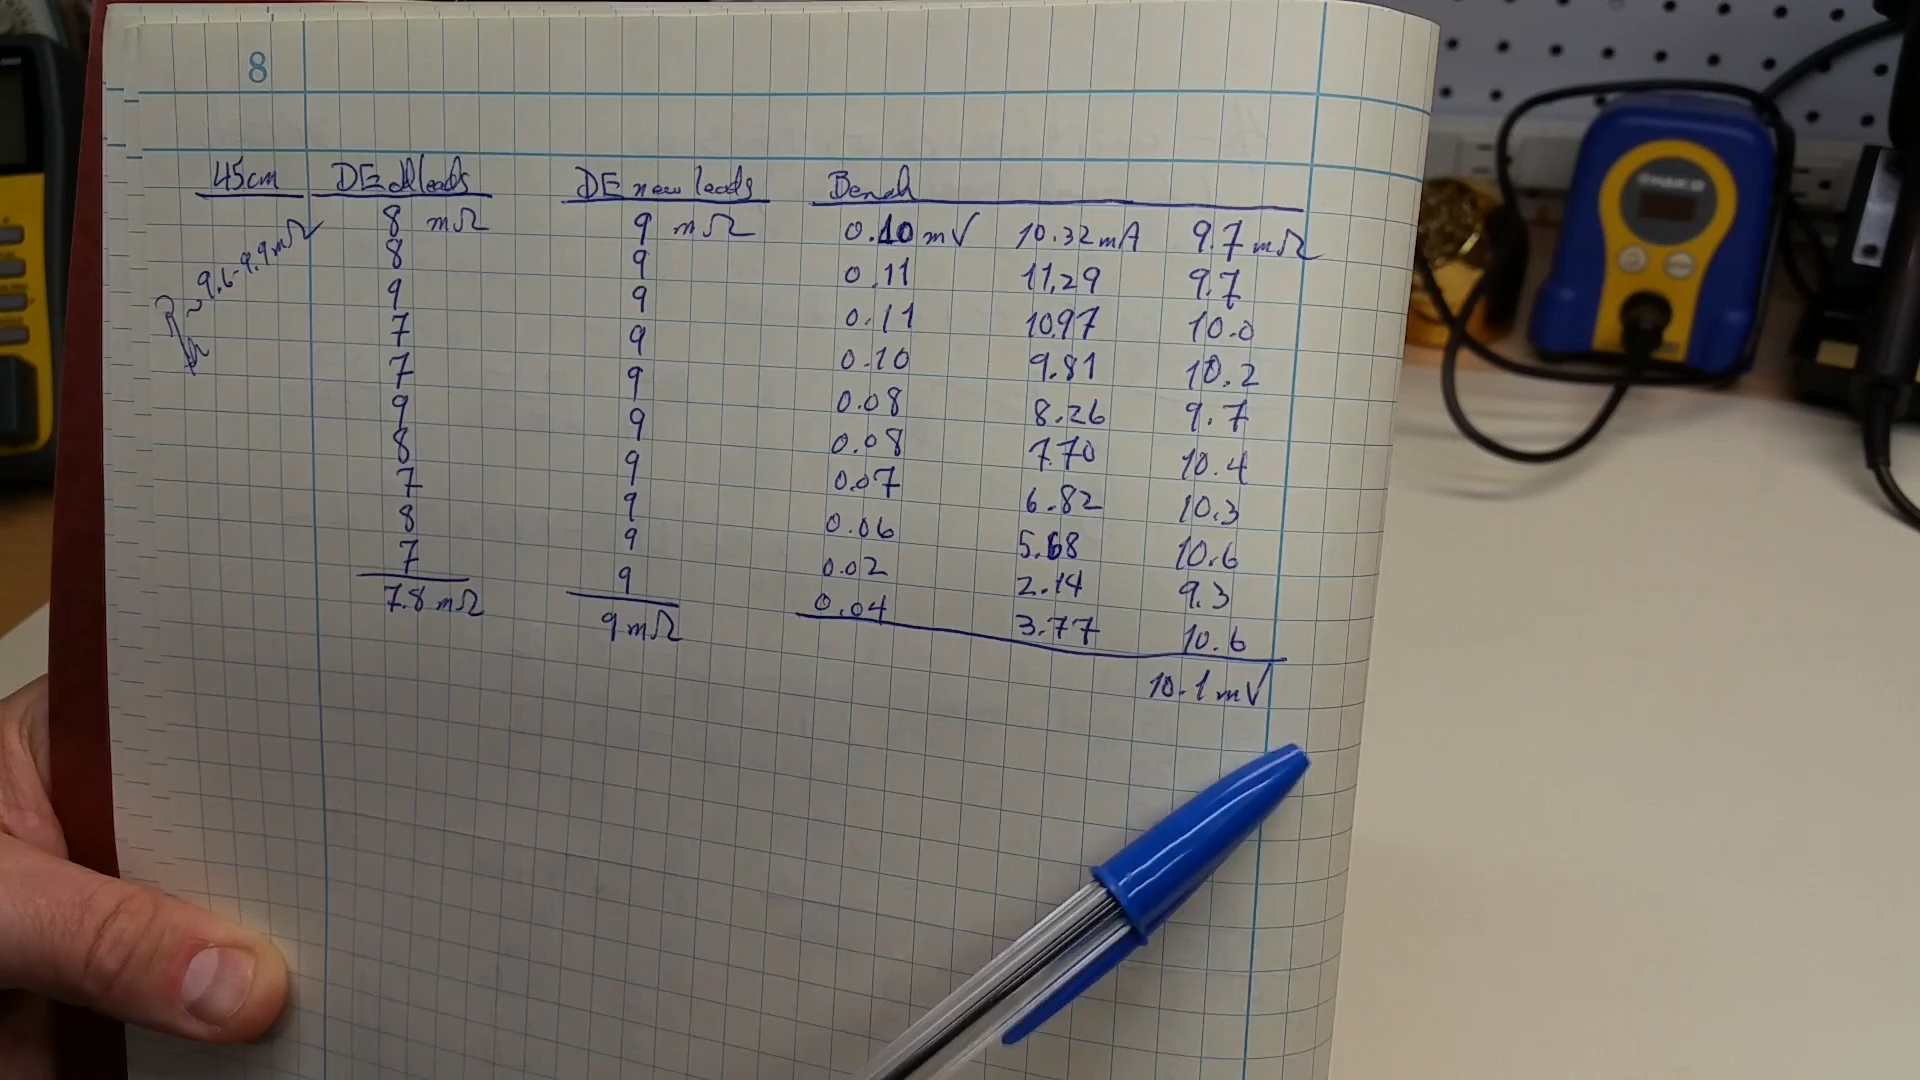 8
45cm DE old leads DE new leads Bench
~ 9.6-9.9mΩ
8 mΩ 9 mΩ 0.10 mV 10.32mA 9.7 mΩ
8 9 0.11 11.29 9.7
9 9 0.11 10.97 10.0
7 9 0.10 9.81 10.2
7 9 0.08 8.26 9.7
9 9 0.08 7.70 10.4
8 9 0.07 6.82 10.3
7 9 0.06 5.68 10.6
8 9 0.02 2.14 9.3
7 9 0.04 3.77 10.6
7.8 mΩ 9 mΩ 10.1 mV